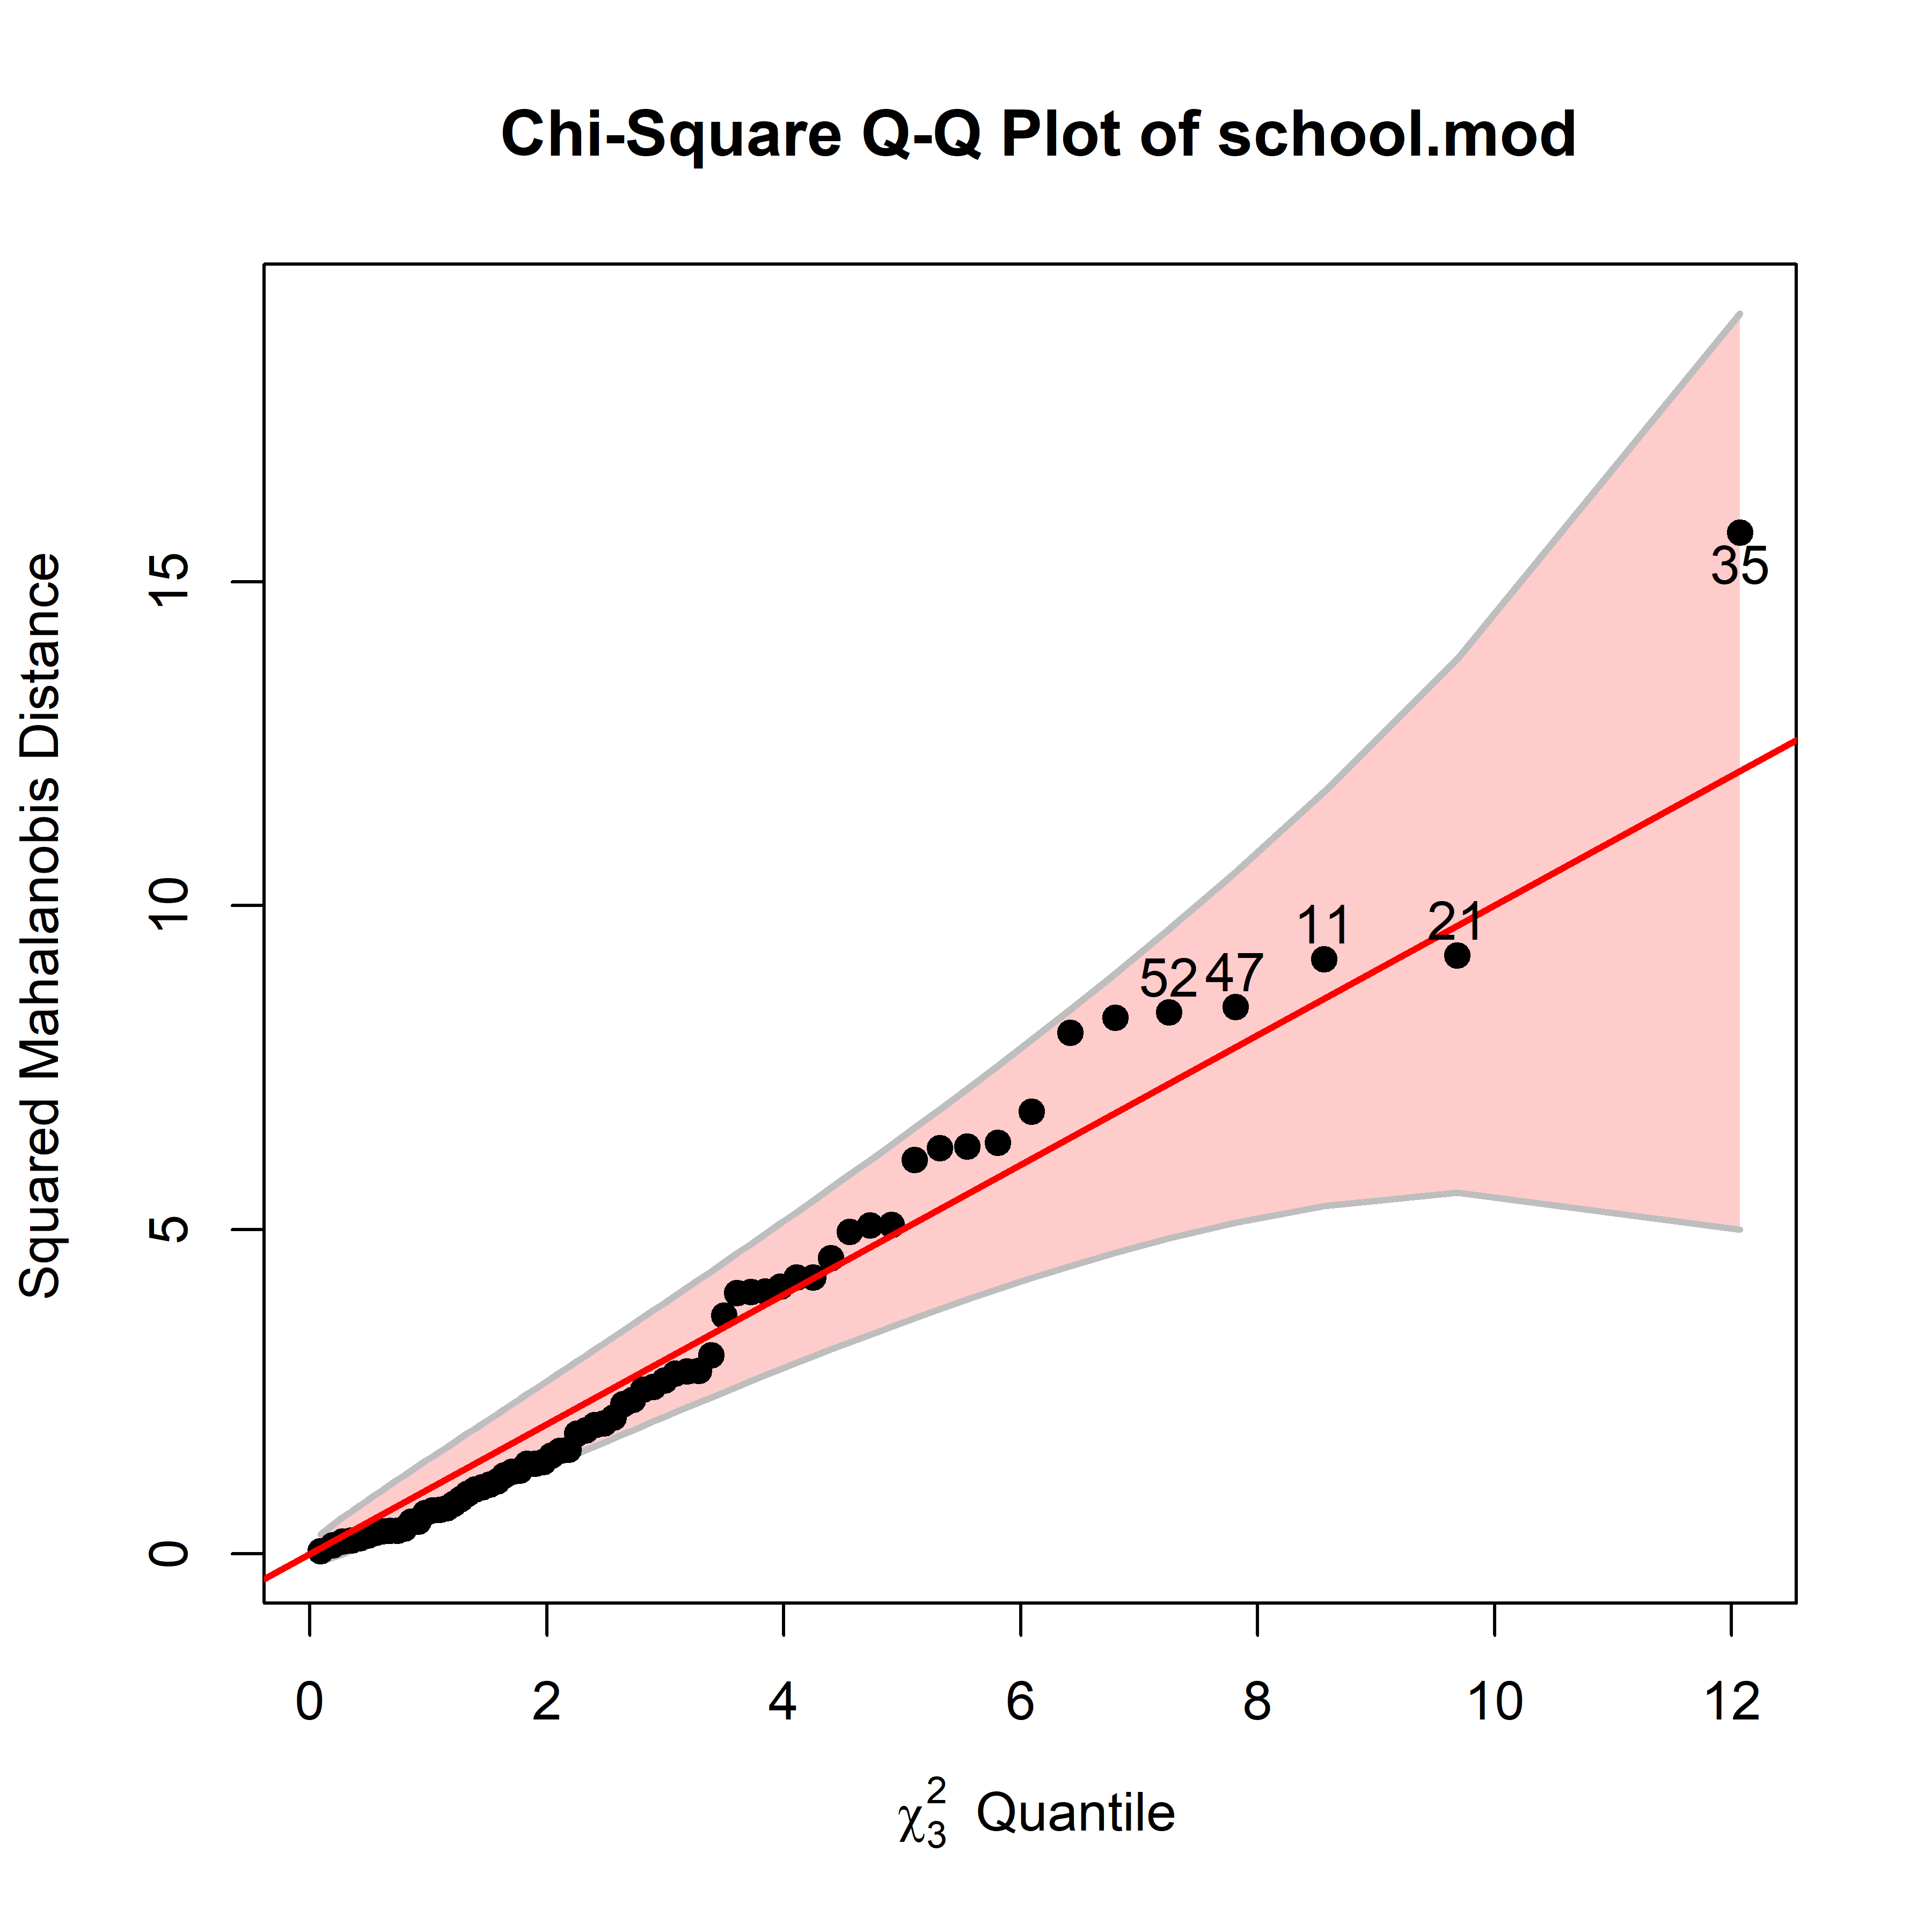 Chi-Square Q-Q Plot of school.mod
Squared Mahalanobis Distance
15
10
5
0
35
21
11
47
52
0 2 4 6 8 10 12
χ²₃ Quantile